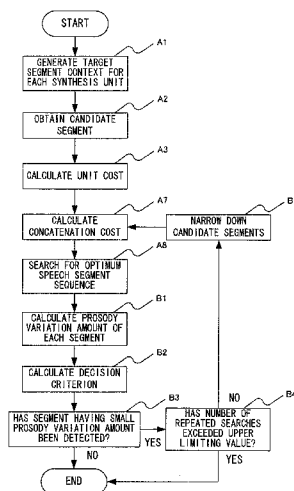 START
A1
GENERATE TARGET
SEGMENT CONTEXT FOR
EACH SYNTHESIS UNIT
A2
OBTAIN CANDIDATE
SEGMENT
A3
CALCULATE UNIT COST
A7
CALCULATE
CONCATENATION COST
B
NARROW DOWN
CANDIDATE SEGMENTS
A8
SEARCH FOR OPTIMUM
SPEECH SEGMENT
SEQUENCE
B1
CALCULATE PROSODY
VARIATION AMOUNT OF
EACH SEGMENT
B2
CALCULATE DECISION
CRITERION
B3
HAS SEGMENT HAVING SMALL
PROSODY VARIATION AMOUNT
BEEN DETECTED?
YES
NO
B4
HAS NUMBER OF
REPEATED SEARCHES
EXCEEDED UPPER
LIMITING VALUE?
NO
YES
END